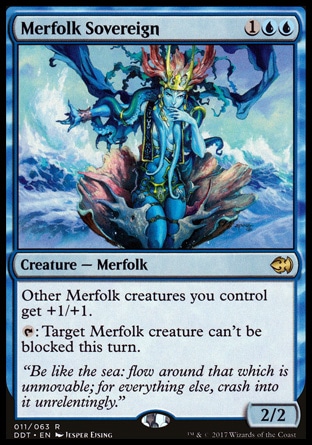 Merfolk Sovereign 1
Creature — Merfolk
Other Merfolk creatures you control
get +1/+1.
: Target Merfolk creature can't be
blocked this turn.
"Be like the sea: flow around that which is
unmovable; for everything else, crash into
it unrelentingly."
2/2
011/063 R
DDT • EN Jesper Ejsing
™ & © 2017 Wizards of the Coast